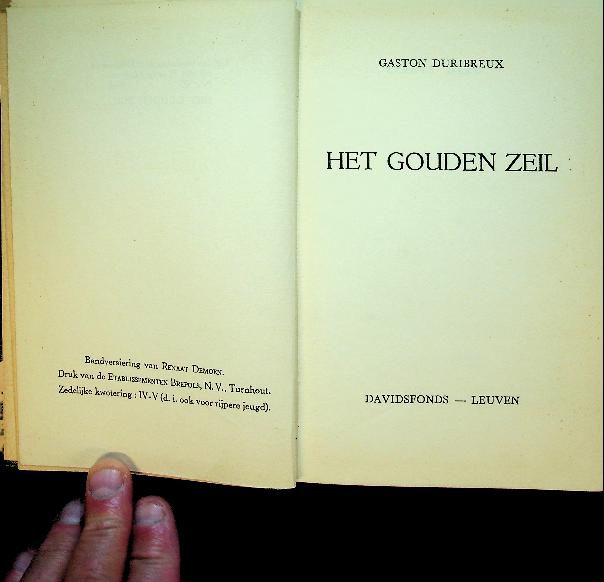 Bandversiering van RENAAT DEMOEN.
Druk van de ETABLISSEMENTEN BREPOLS, N. V., Turnhout.
Zedelijke kwotering : IV-V (d. i. ook voor rijpere jeugd).
GASTON DURIBREUX
HET GOUDEN ZEIL
DAVIDSFONDS — LEUVEN